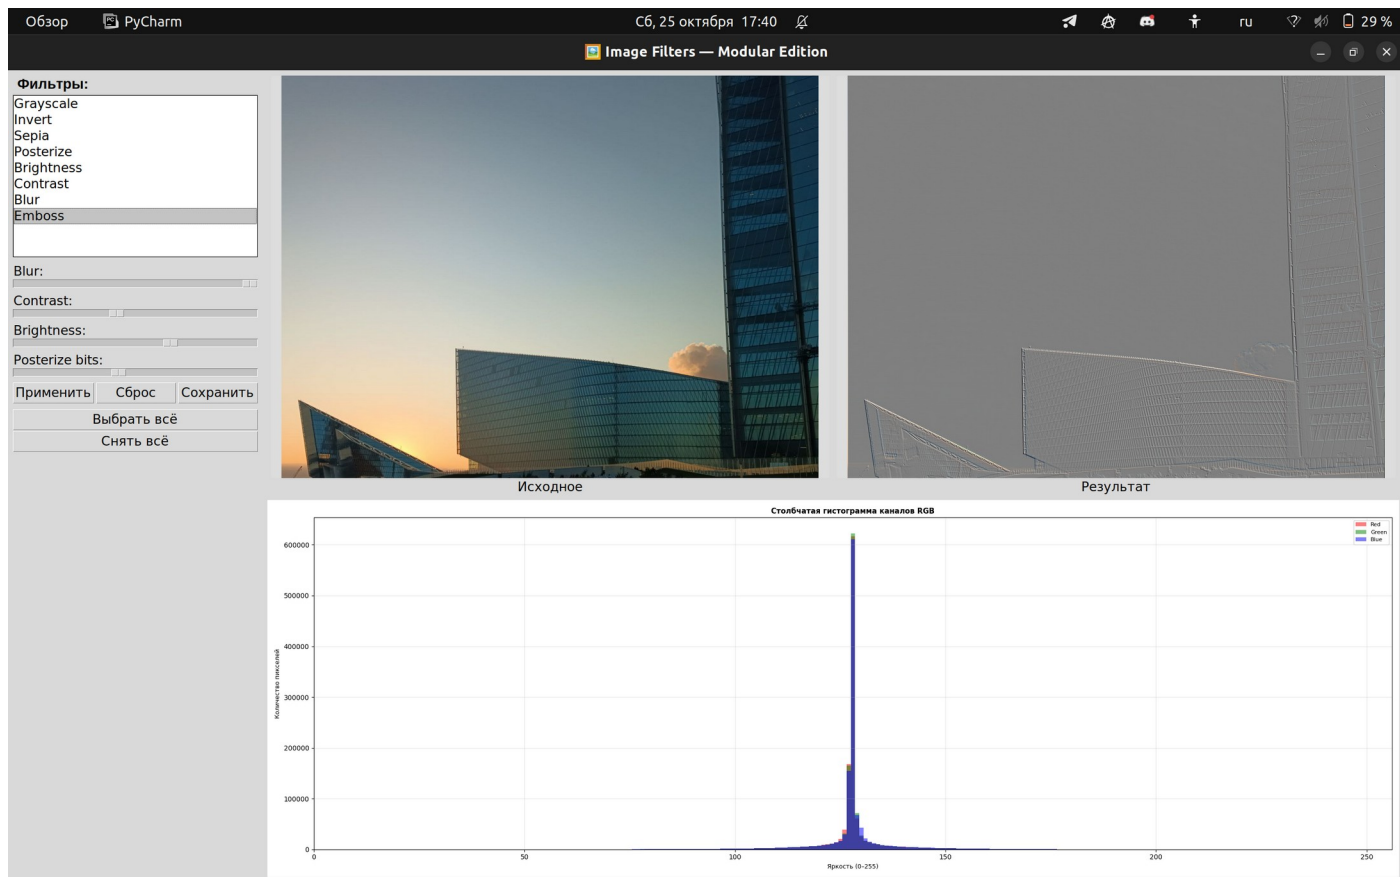 Обзор PyCharm Сб, 25 октября 17:40 ru 29 %
Image Filters — Modular Edition
Фильтры:
Grayscale
Invert
Sepia
Posterize
Brightness
Contrast
Blur
Emboss
Blur:
Contrast:
Brightness:
Posterize bits:
Применить Сброс Сохранить
Выбрать всё
Снять всё
Исходное
Результат
Столбчатая гистограмма каналов RGB
Red
Green
Blue
Количество пикселей
600000
500000
400000
300000
200000
100000
0
0 50 100 150 200 250
Яркость (0–255)